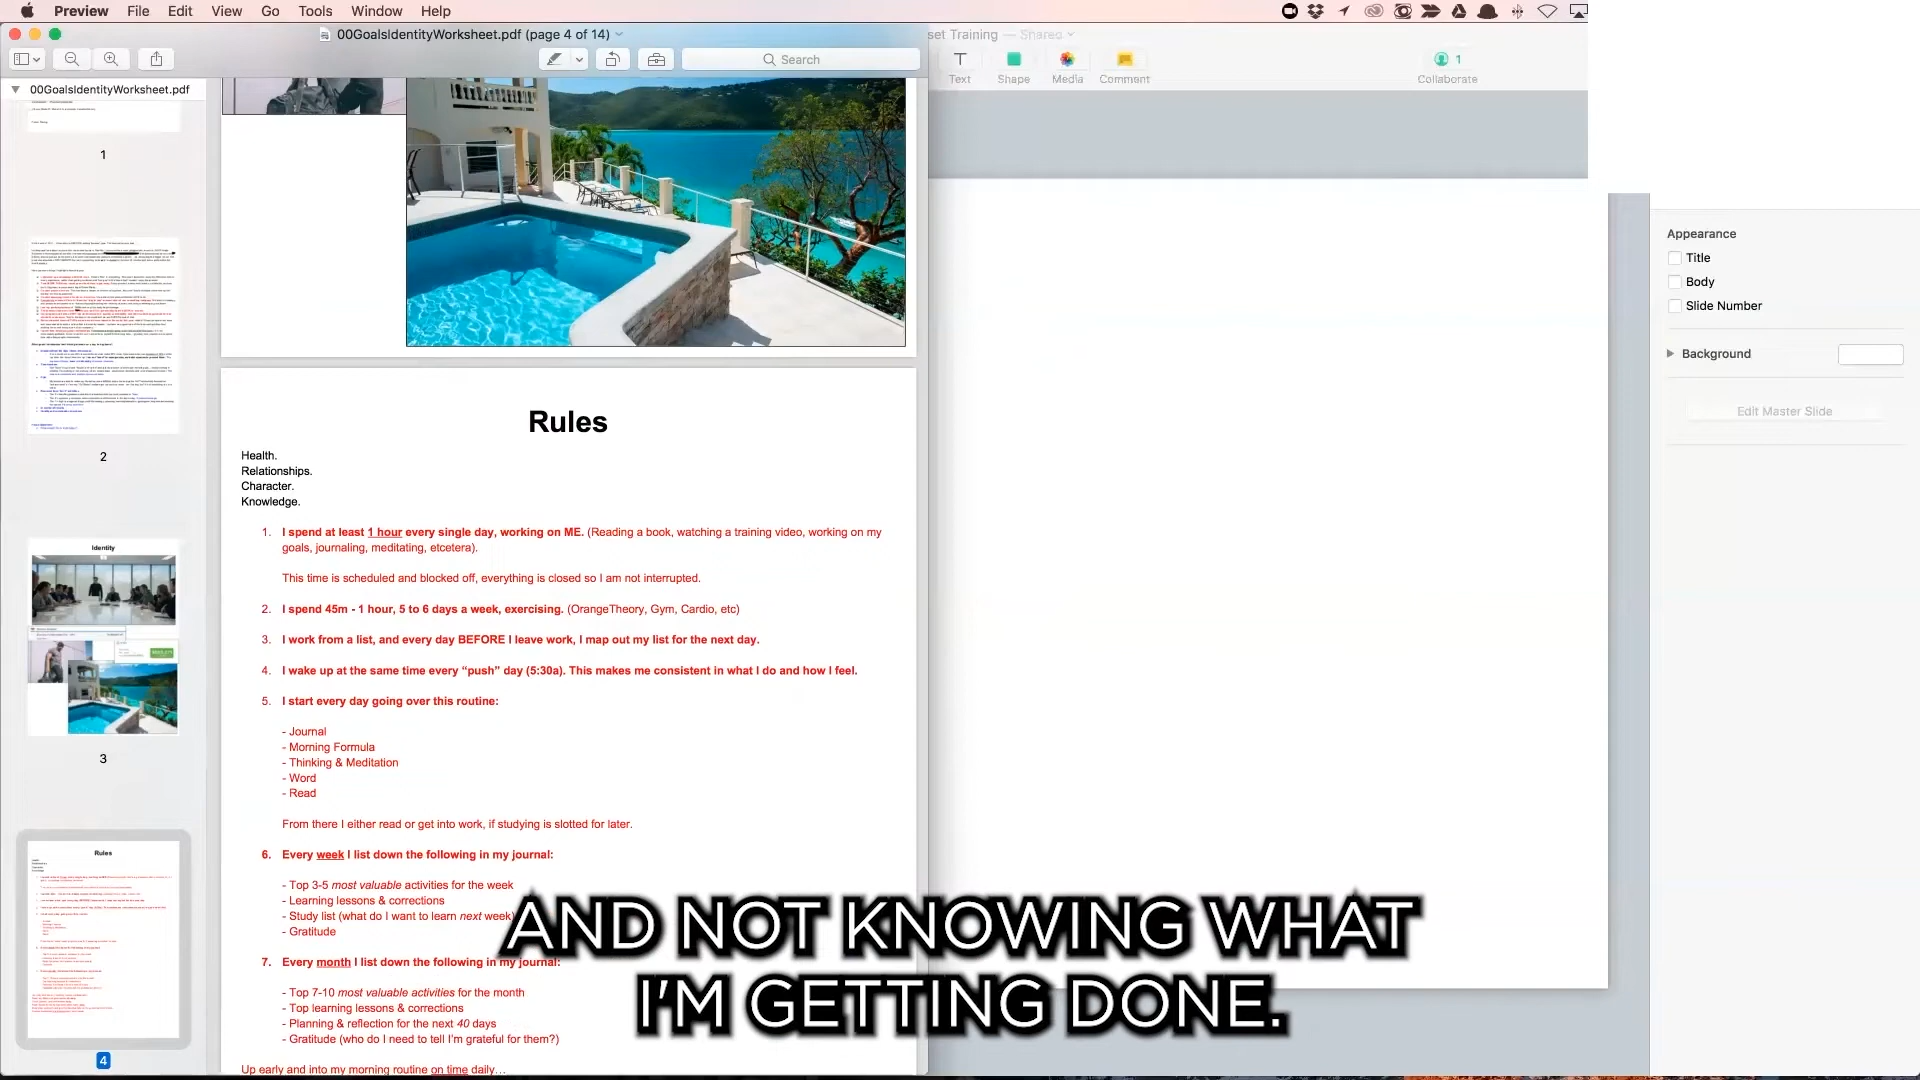 Preview File Edit View Go Tools Window Help
00GoalsIdentityWorksheet.pdf (page 4 of 14)
set Training — Shared
Search
Text Shape Media Comment
1
Collaborate
00GoalsIdentityWorksheet.pdf
1
2
Identity
3
Rules
4
Rules
Health.
Relationships.
Character.
Knowledge.
1. I spend at least 1 hour every single day, working on ME. (Reading a book, watching a training video, working on my
goals, journaling, meditating, etcetera).
This time is scheduled and blocked off, everything is closed so I am not interrupted.
2. I spend 45m - 1 hour, 5 to 6 days a week, exercising. (OrangeTheory, Gym, Cardio, etc)
3. I work from a list, and every day BEFORE I leave work, I map out my list for the next day.
4. I wake up at the same time every “push” day (5:30a). This makes me consistent in what I do and how I feel.
5. I start every day going over this routine:
- Journal
- Morning Formula
- Thinking & Meditation
- Word
- Read
From there I either read or get into work, if studying is slotted for later.
6. Every week I list down the following in my journal:
- Top 3-5 most valuable activities for the week
- Learning lessons & corrections
- Study list (what do I want to learn next week)
- Gratitude
7. Every month I list down the following in my journal:
- Top 7-10 most valuable activities for the month
- Top learning lessons & corrections
- Planning & reflection for the next 40 days
- Gratitude (who do I need to tell I'm grateful for them?)
Up early and into my morning routine on time daily…
Appearance
Title
Body
Slide Number
Background
Edit Master Slide
AND NOT KNOWING WHAT
I'M GETTING DONE.